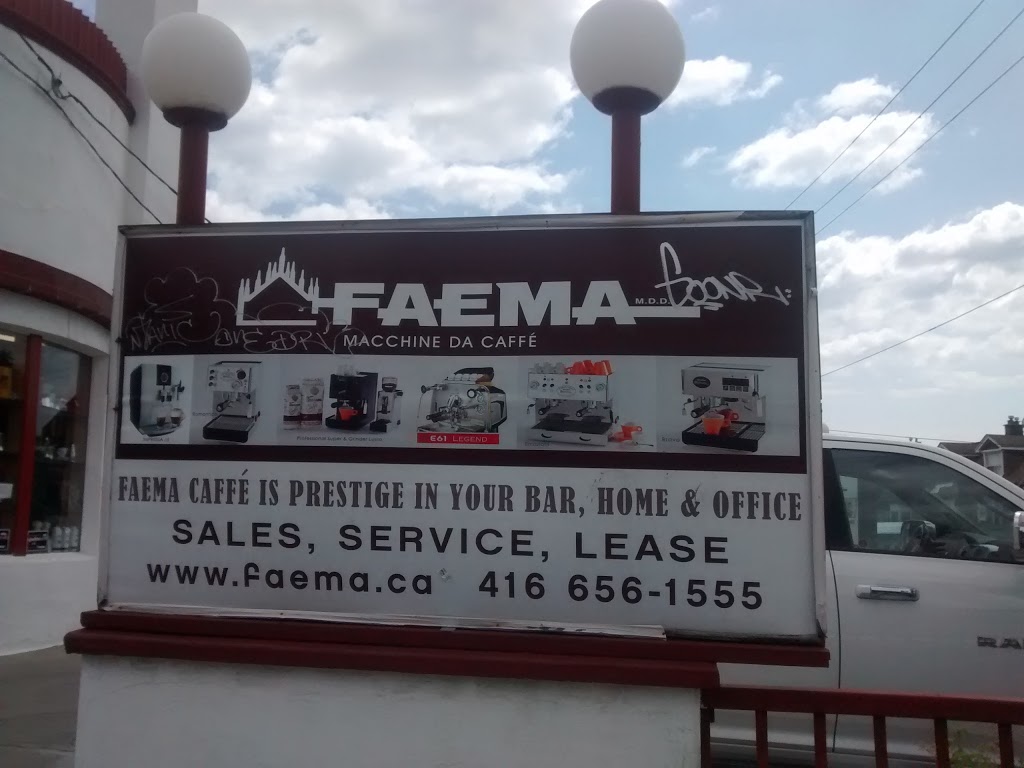 FAEMA M.D.D.
MACCHINE DA CAFFÉ
E61 LEGEND
FAEMA CAFFÉ IS PRESTIGE IN YOUR BAR, HOME & OFFICE
SALES, SERVICE, LEASE
www.faema.ca 416 656-1555
RA